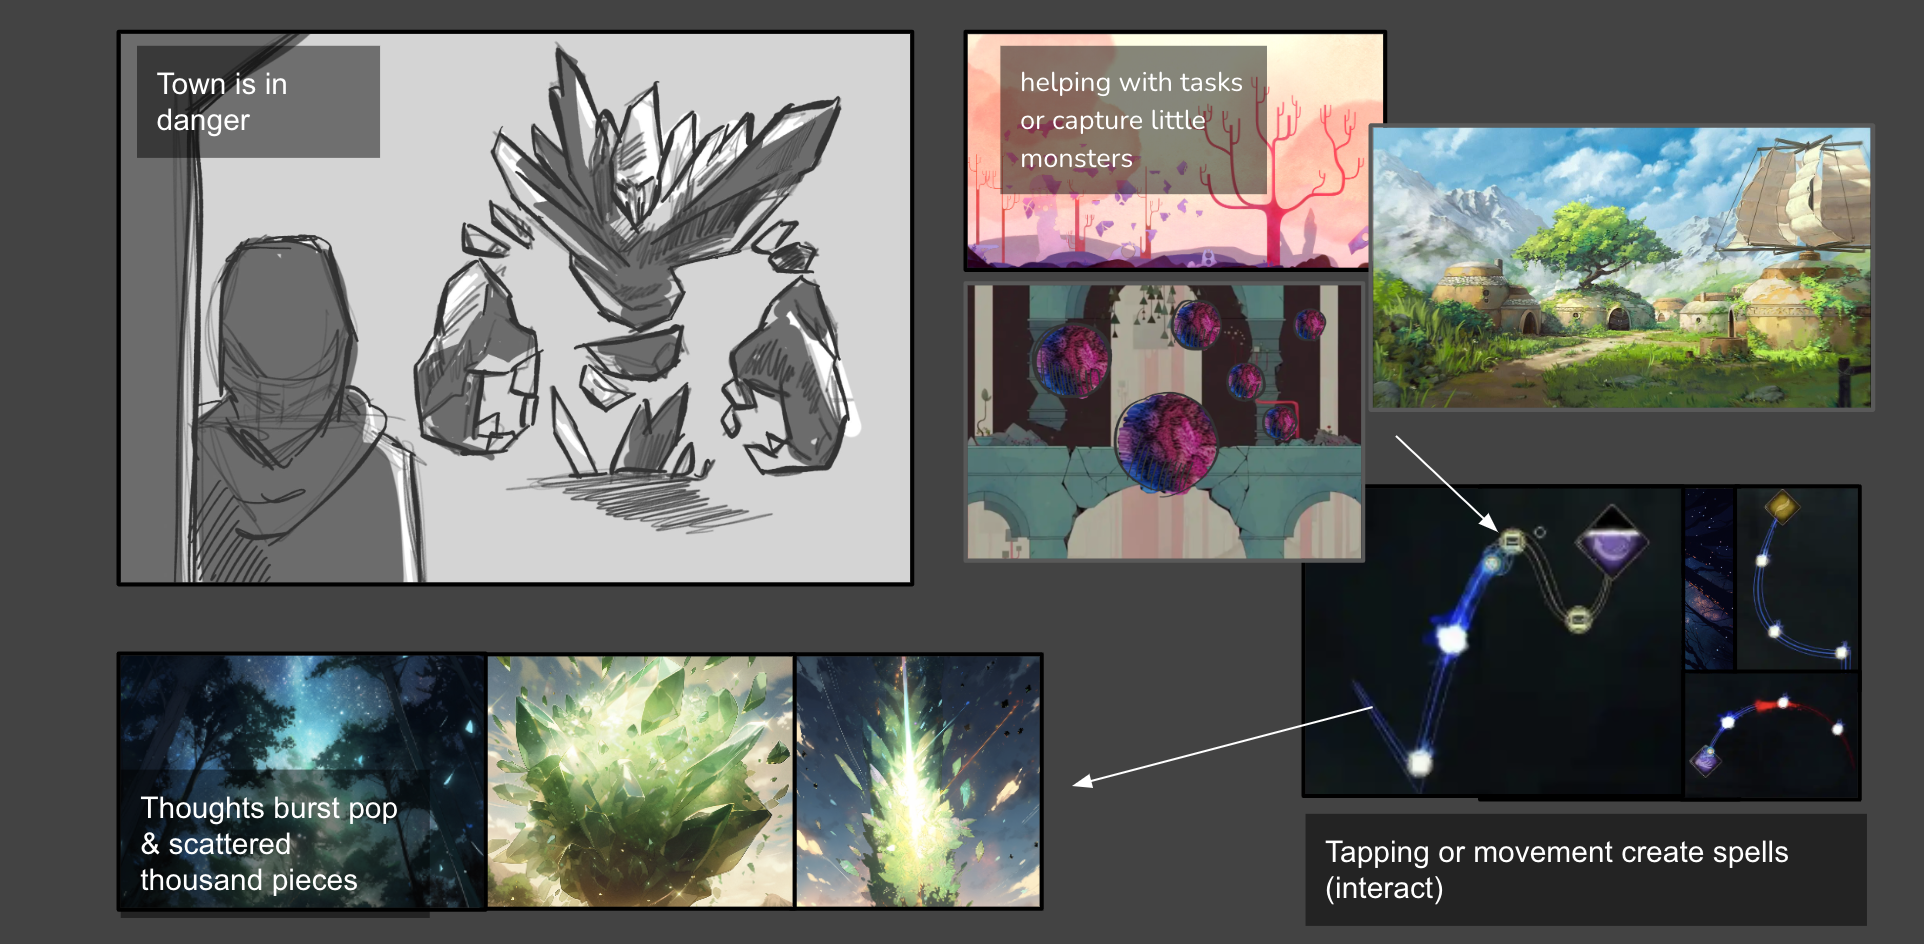 Town is in
danger
helping with tasks
or capture little
monsters
Thoughts burst pop
& scattered
thousand pieces
Tapping or movement create spells
(interact)